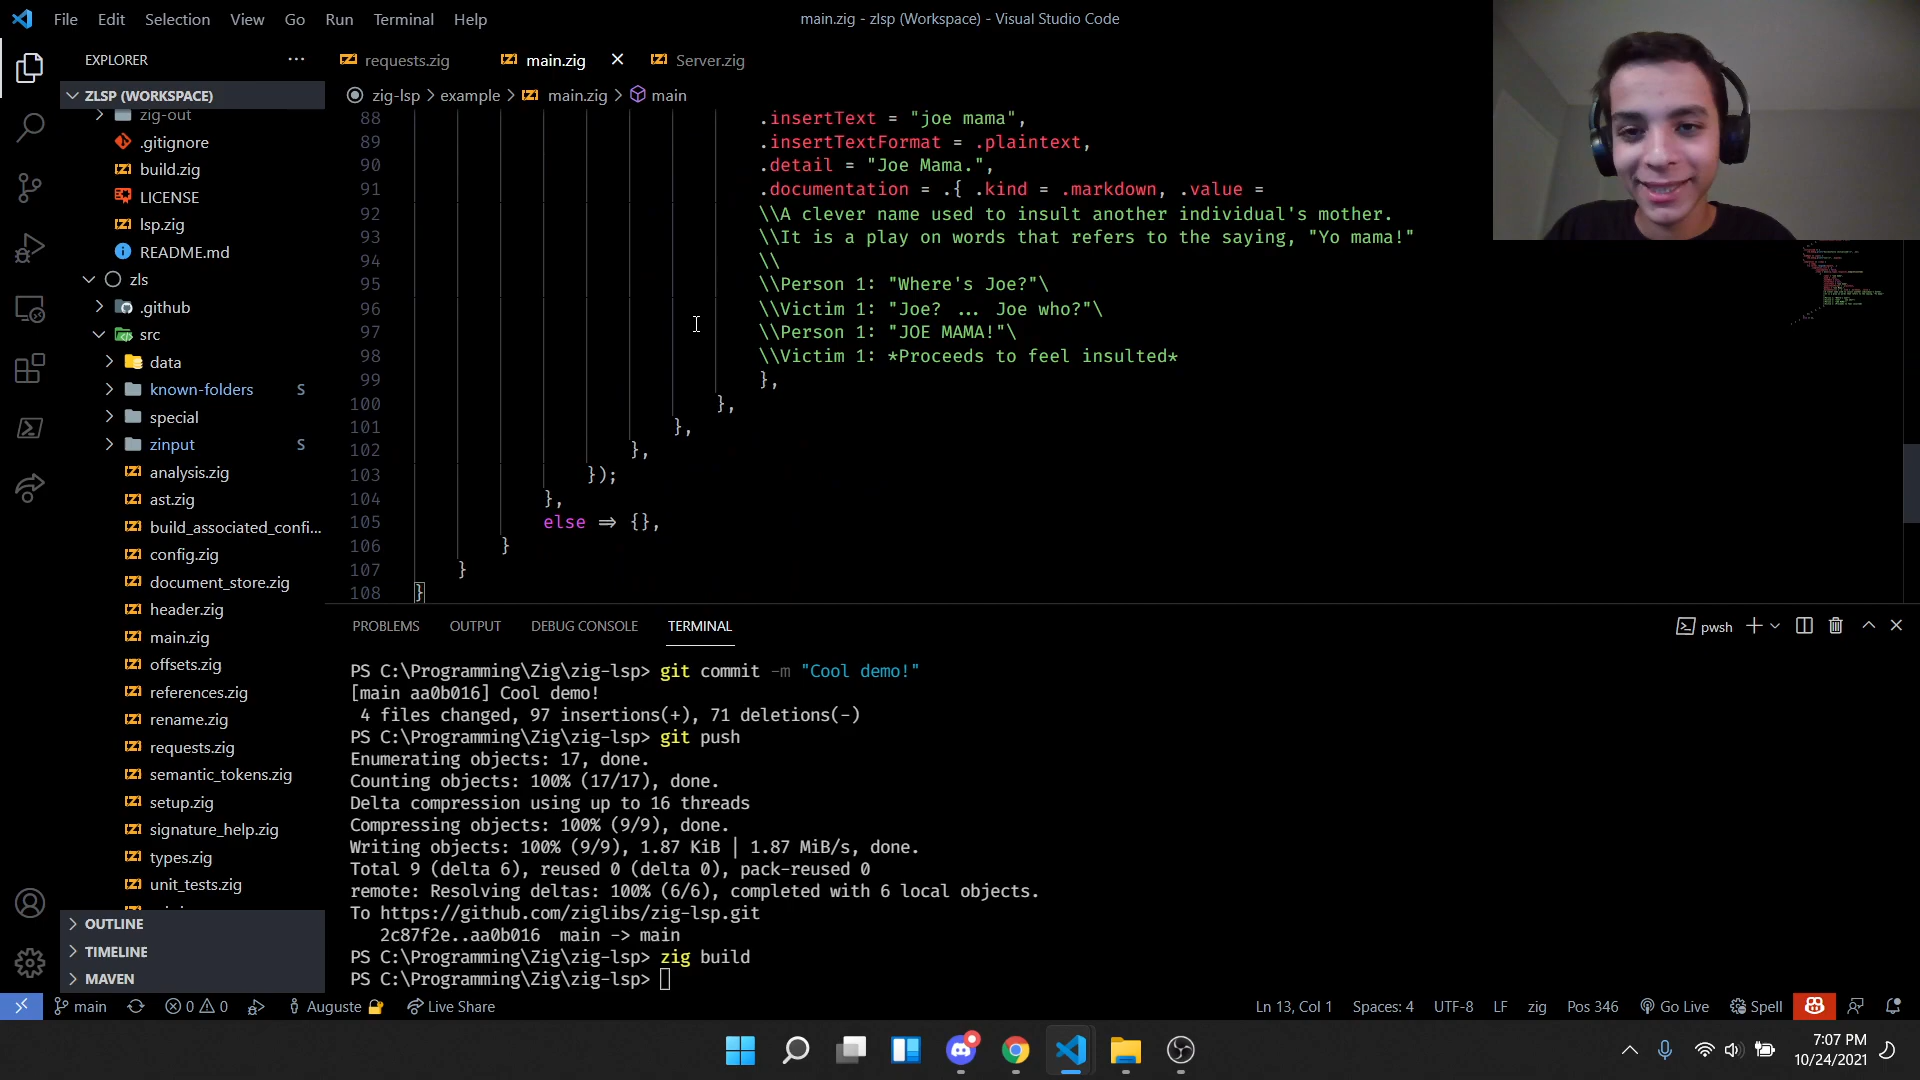 File Edit Selection View Go Run Terminal Help
main.zig - zlsp (Workspace) - Visual Studio Code
EXPLORER
ZLSP (WORKSPACE)
zig-out
.gitignore
build.zig
LICENSE
lsp.zig
README.md
zls
.github
src
data
known-folders S
special
zinput S
analysis.zig
ast.zig
build_associated_confi...
config.zig
document_store.zig
header.zig
main.zig
offsets.zig
references.zig
rename.zig
requests.zig
semantic_tokens.zig
setup.zig
signature_help.zig
types.zig
unit_tests.zig
OUTLINE
TIMELINE
MAVEN
requests.zig main.zig Server.zig
zig-lsp > example > main.zig > main
88 .insertText = "joe mama",
89 .insertTextFormat = .plaintext,
90 .detail = "Joe Mama.",
91 .documentation = .{ .kind = .markdown, .value =
92 \\A clever name used to insult another individual's mother.
93 \\It is a play on words that refers to the saying, "Yo mama!"
94 \\
95 \\Person 1: "Where's Joe?"\
96 \\Victim 1: "Joe? ... Joe who?"\
97 \\Person 1: "JOE MAMA!"\
98 \\Victim 1: *Proceeds to feel insulted*
99 },
100 },
101 },
102 },
103 });
104 },
105 else => {},
106 }
107 }
108 }
PROBLEMS OUTPUT DEBUG CONSOLE TERMINAL
pwsh
PS C:\Programming\Zig\zig-lsp> git commit -m "Cool demo!"
[main aa0b016] Cool demo!
4 files changed, 97 insertions(+), 71 deletions(-)
PS C:\Programming\Zig\zig-lsp> git push
Enumerating objects: 17, done.
Counting objects: 100% (17/17), done.
Delta compression using up to 16 threads
Compressing objects: 100% (9/9), done.
Writing objects: 100% (9/9), 1.87 KiB | 1.87 MiB/s, done.
Total 9 (delta 6), reused 0 (delta 0), pack-reused 0
remote: Resolving deltas: 100% (6/6), completed with 6 local objects.
To https://github.com/ziglibs/zig-lsp.git
2c87f2e..aa0b016 main -> main
PS C:\Programming\Zig\zig-lsp> zig build
PS C:\Programming\Zig\zig-lsp>
main 0 0 Auguste Live Share
Ln 13, Col 1 Spaces: 4 UTF-8 LF zig Pos 346 Go Live Spell
7:07 PM
10/24/2021